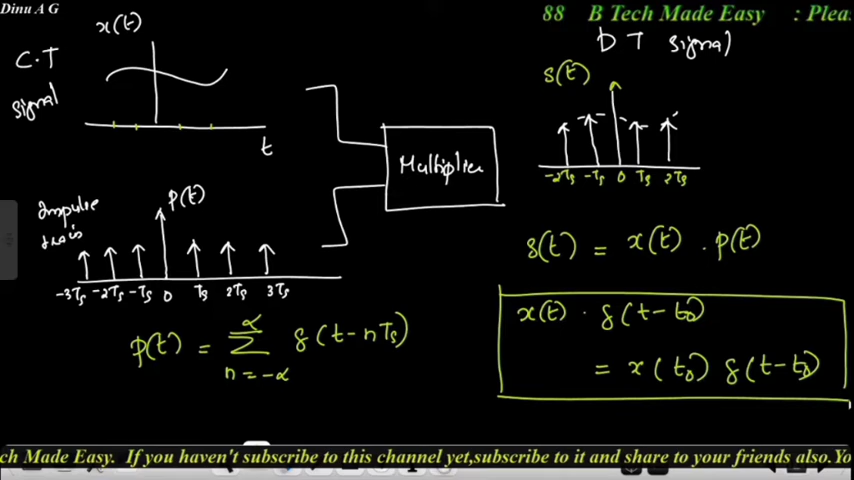 Dinu A G
88 B Tech Made Easy : Plea
x(t)
C.T
signal
t
Impulse
train
p(t)
-3Ts -2Ts -Ts 0 Ts 2Ts 3Ts
p(t) = ∑ δ(t-nTs)
α
n = -α
Multiplier
DT signal
s(t)
-2Ts -Ts 0 Ts 2Ts
s(t) = x(t) . p(t)
x(t) . δ(t-t0)
= x(t0) δ(t-t0)
ch Made Easy. If you haven't subscribe to this channel yet,subscribe to it and share to your friends also.Yo